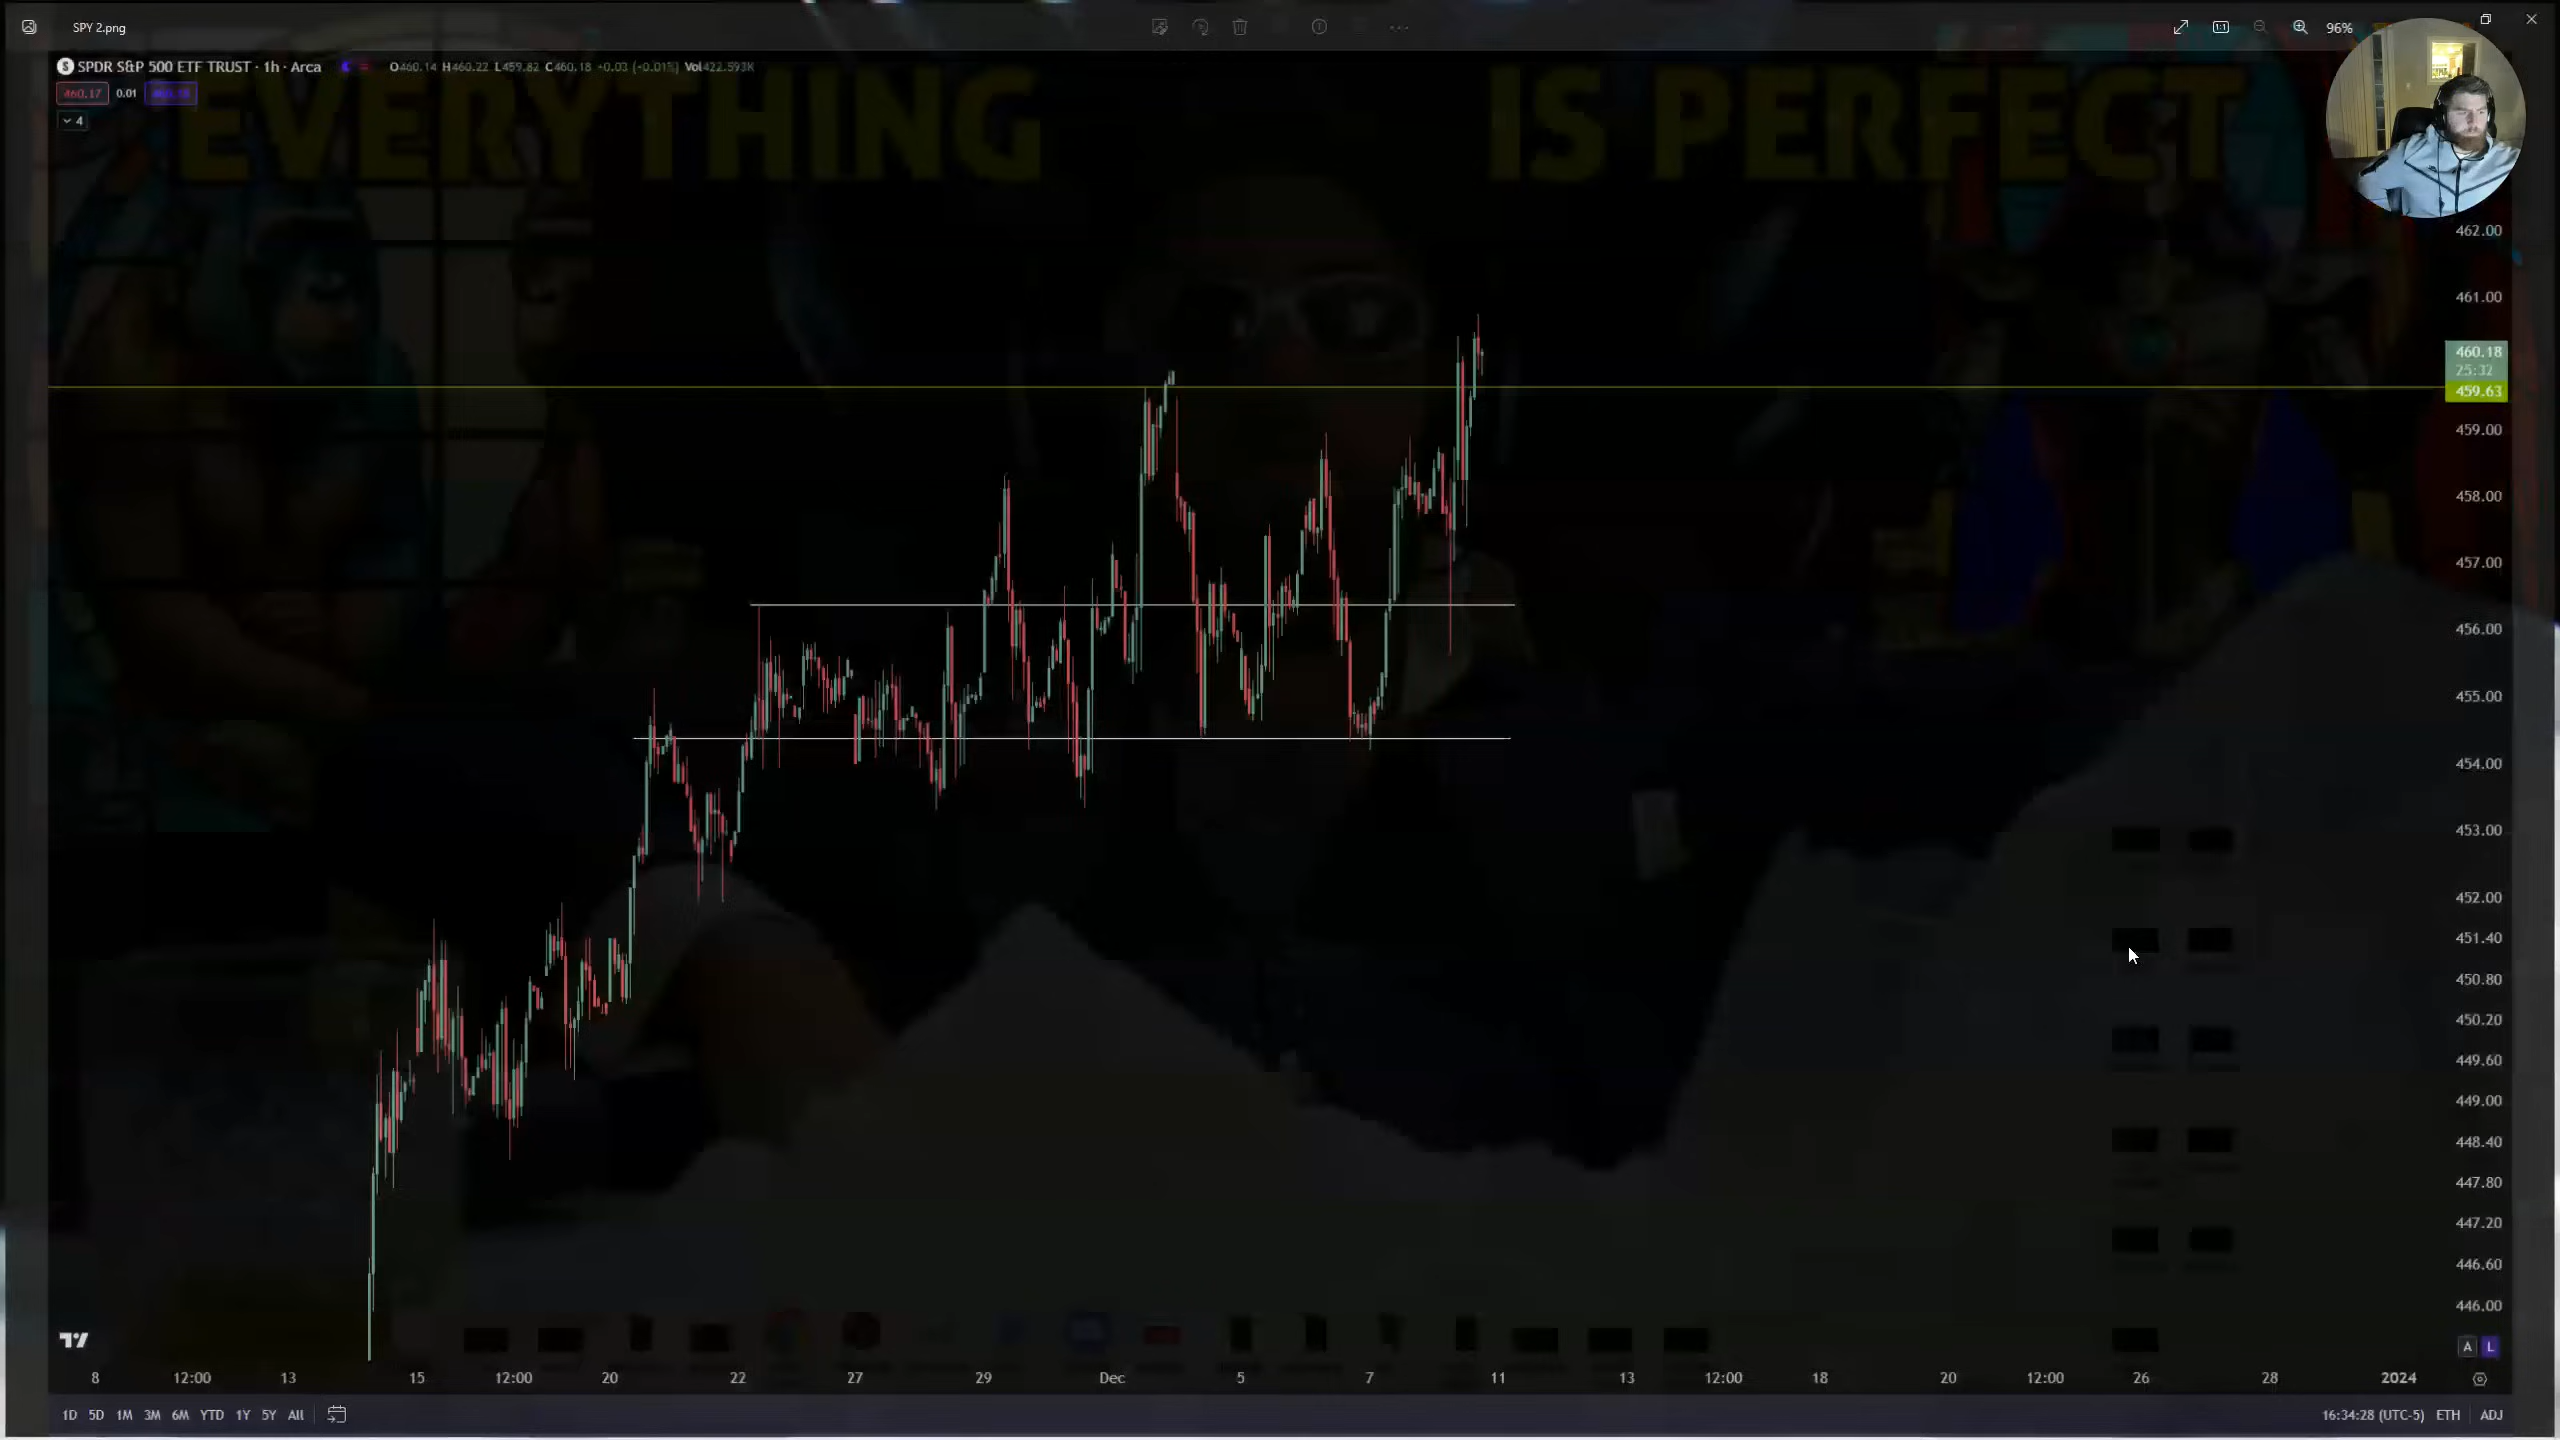 SPY 2.png
96%
EVERYTHING IS PERFECT
SPDR S&P 500 ETF TRUST · 1h · Arca
O460.14 H460.22 L459.82 C460.18 +0.03 (+0.01%) Vol422.593K
460.17 0.01 460.18
4
462.00
461.00
460.18
25:32
459.63
459.00
458.00
457.00
456.00
455.00
454.00
453.00
452.00
451.40
450.80
450.20
449.60
449.00
448.40
447.80
447.20
446.60
446.00
A L
8 12:00 13 15 12:00 20 22 27 29 Dec 5 7 11 13 12:00 18 20 12:00 26 28 2024
1D 5D 1M 3M 6M YTD 1Y 5Y All
16:34:28 (UTC-5) ETH ADJ